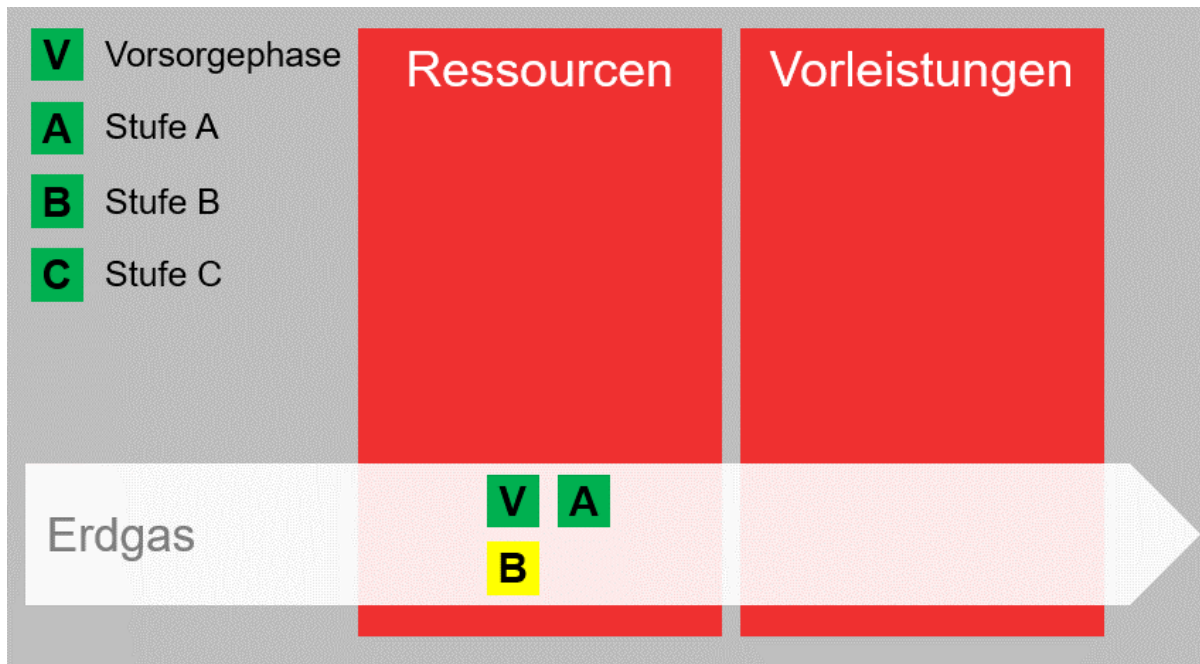 V Vorsorgephase
A Stufe A
B Stufe B
C Stufe C
Ressourcen
Vorleistungen
Erdgas
V A
B